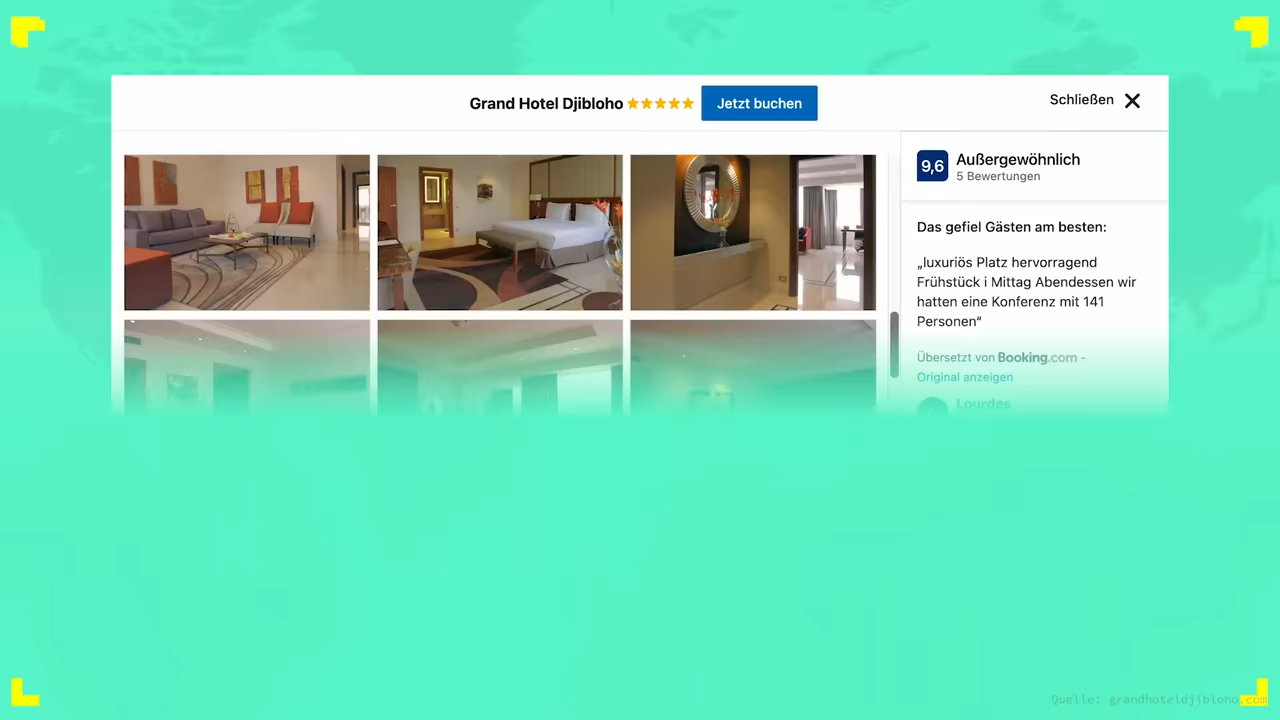 Grand Hotel Djibloho
Jetzt buchen
Schließen
9,6
Außergewöhnlich
5 Bewertungen
Das gefiel Gästen am besten:
„luxuriös Platz hervorragend
Frühstück i Mittag Abendessen wir
hatten eine Konferenz mit 141
Personen“
Übersetzt von Booking.com -
Original anzeigen
Lourdes
Quelle: grandhoteldjibloho.com